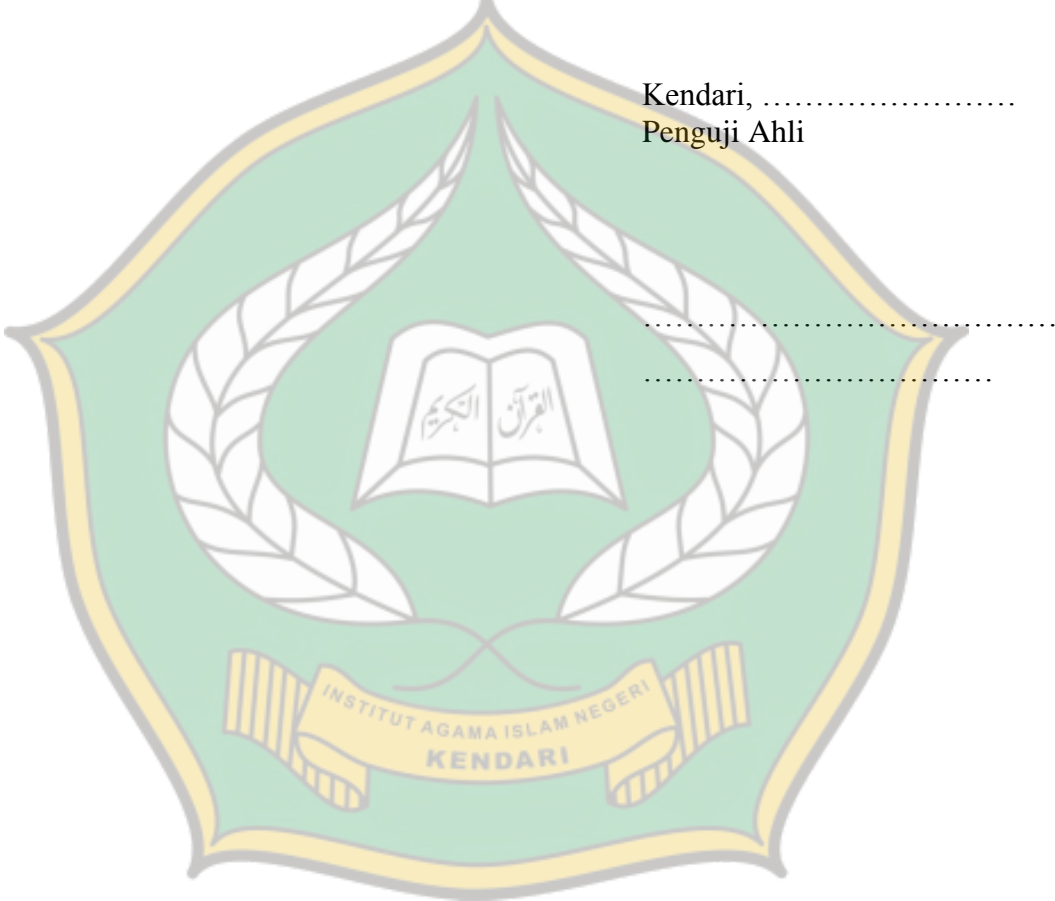 Kendari, ……………………
Penguji Ahli
…………………………………
……………………………
القرآن الكريم
INSTITUT AGAMA ISLAM NEGERI
KENDARI